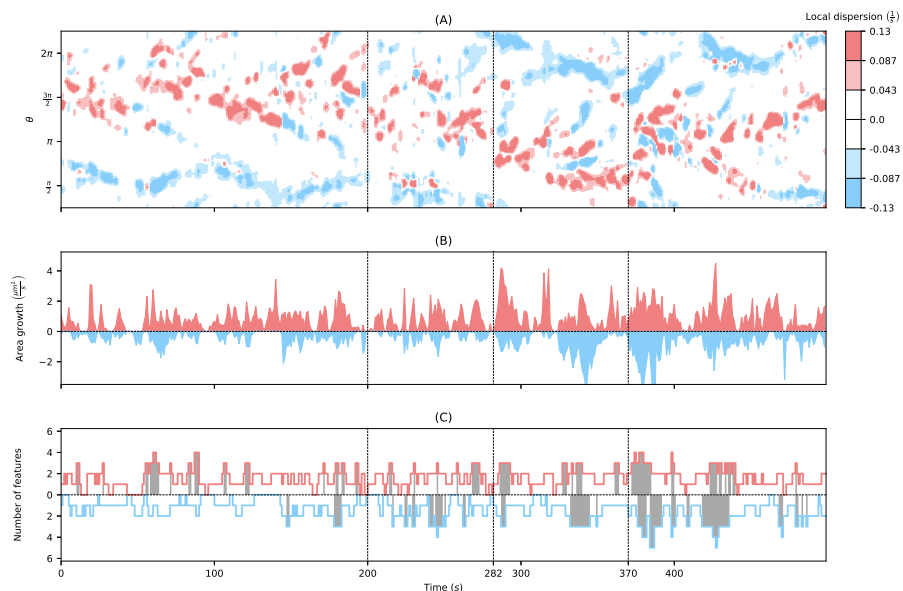 (A)
Local dispersion (1/s)
2π
3π/2
θ
π
π/2
0.13
0.087
0.043
0.0
-0.043
-0.087
-0.13
(B)
Area growth (μm²/s)
4
2
0
−2
(C)
Number of features
6
4
2
0
2
4
6
0
100
200
282
300
370
400
Time (s)